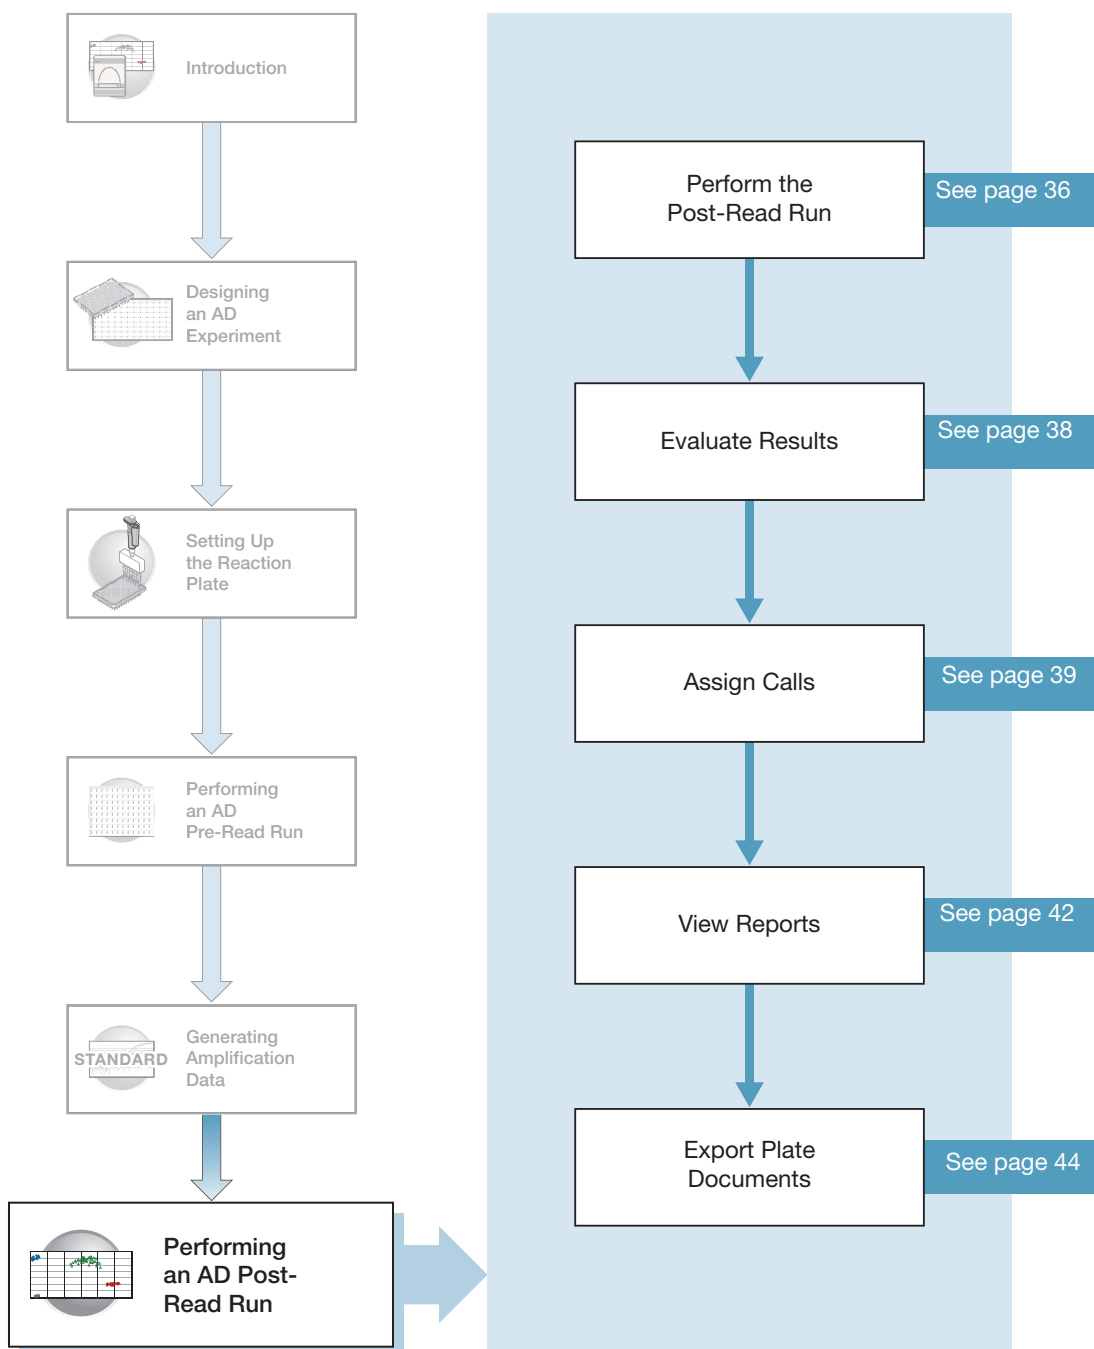 Introduction
Designing
an AD
Experiment
Setting Up
the Reaction
Plate
Performing
an AD
Pre-Read Run
STANDARD
Generating
Amplification
Data
Performing
an AD Post-
Read Run
Perform the
Post-Read Run
See page 36
Evaluate Results
See page 38
Assign Calls
See page 39
View Reports
See page 42
Export Plate
Documents
See page 44